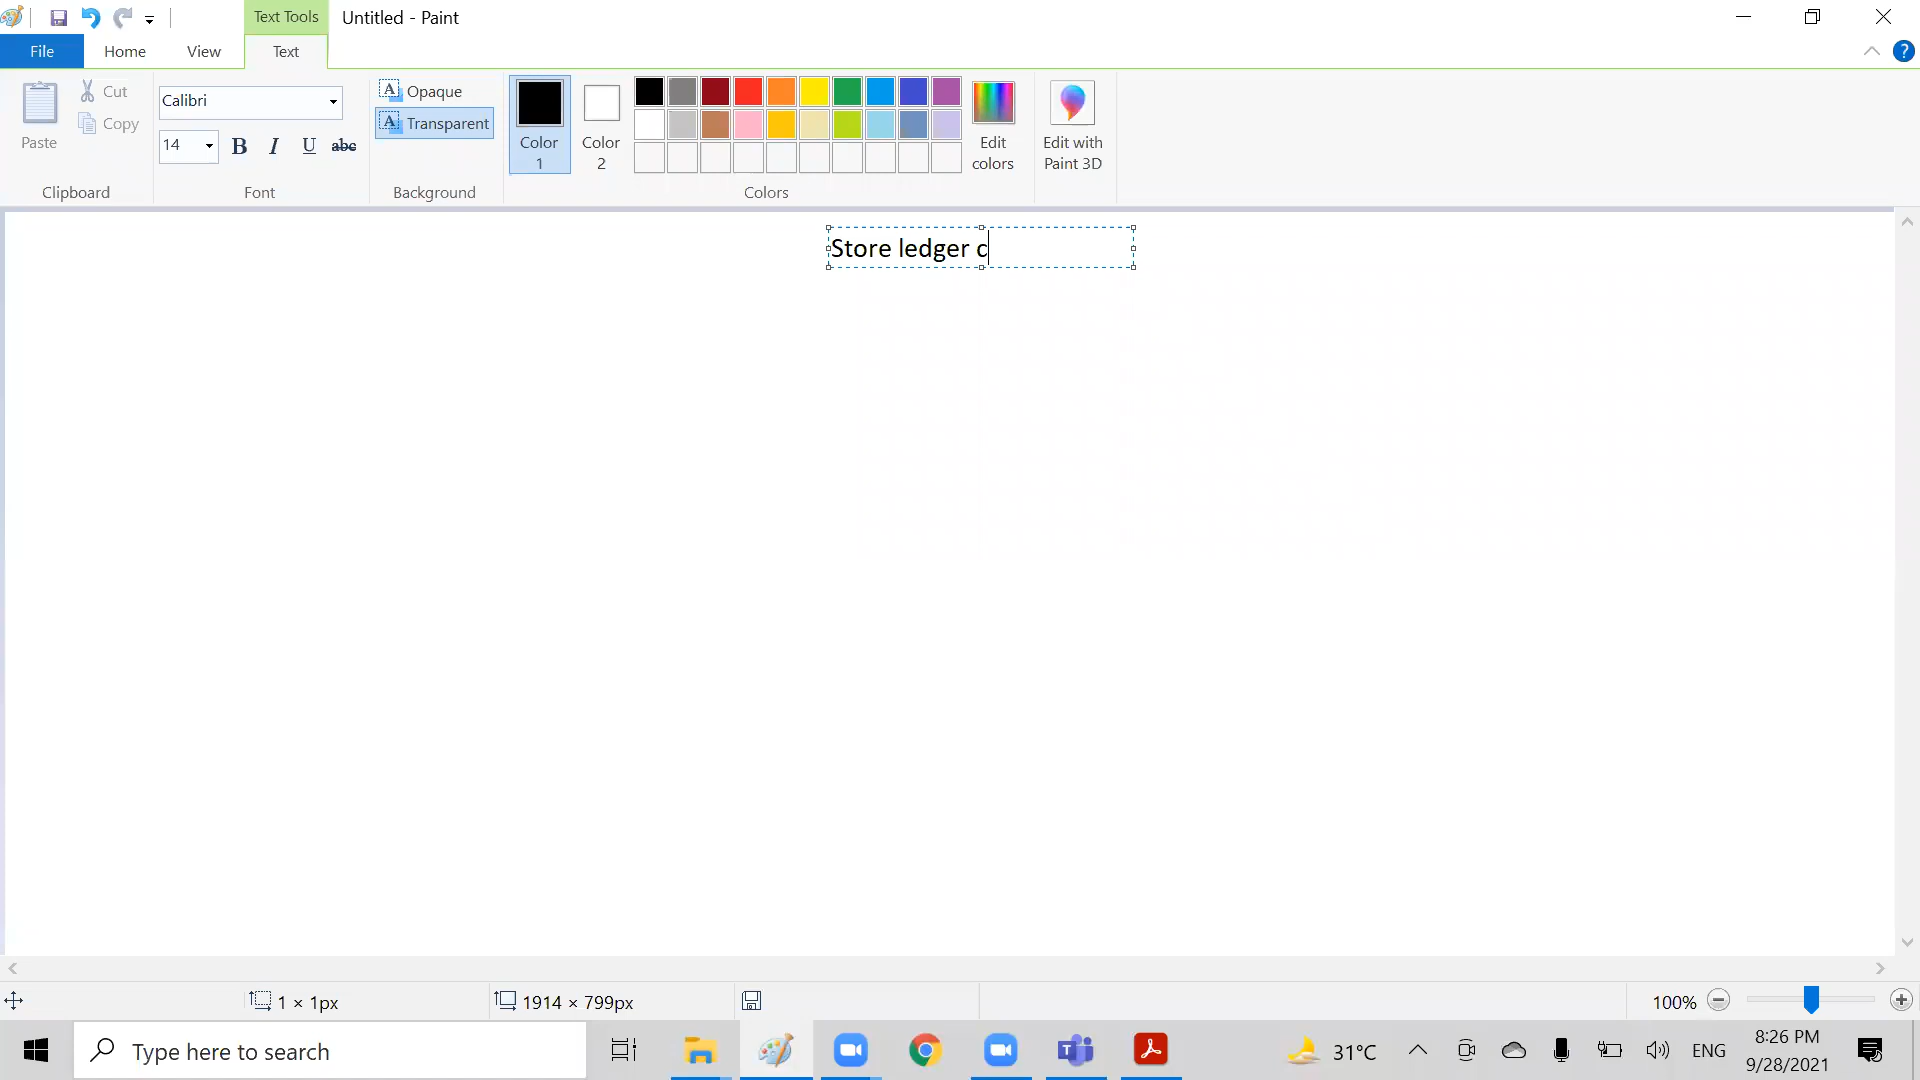 Text Tools
Untitled - Paint
File
Home
View
Text
Paste
Cut
Copy
Clipboard
Calibri
14
B
I
U
abc
Font
A Opaque
A Transparent
Background
Color
1
Color
2
Colors
Edit
colors
Edit with
Paint 3D
?
Store ledger c
1 × 1px
1914 × 799px
100%
Type here to search
31°C
ENG
8:26 PM
9/28/2021